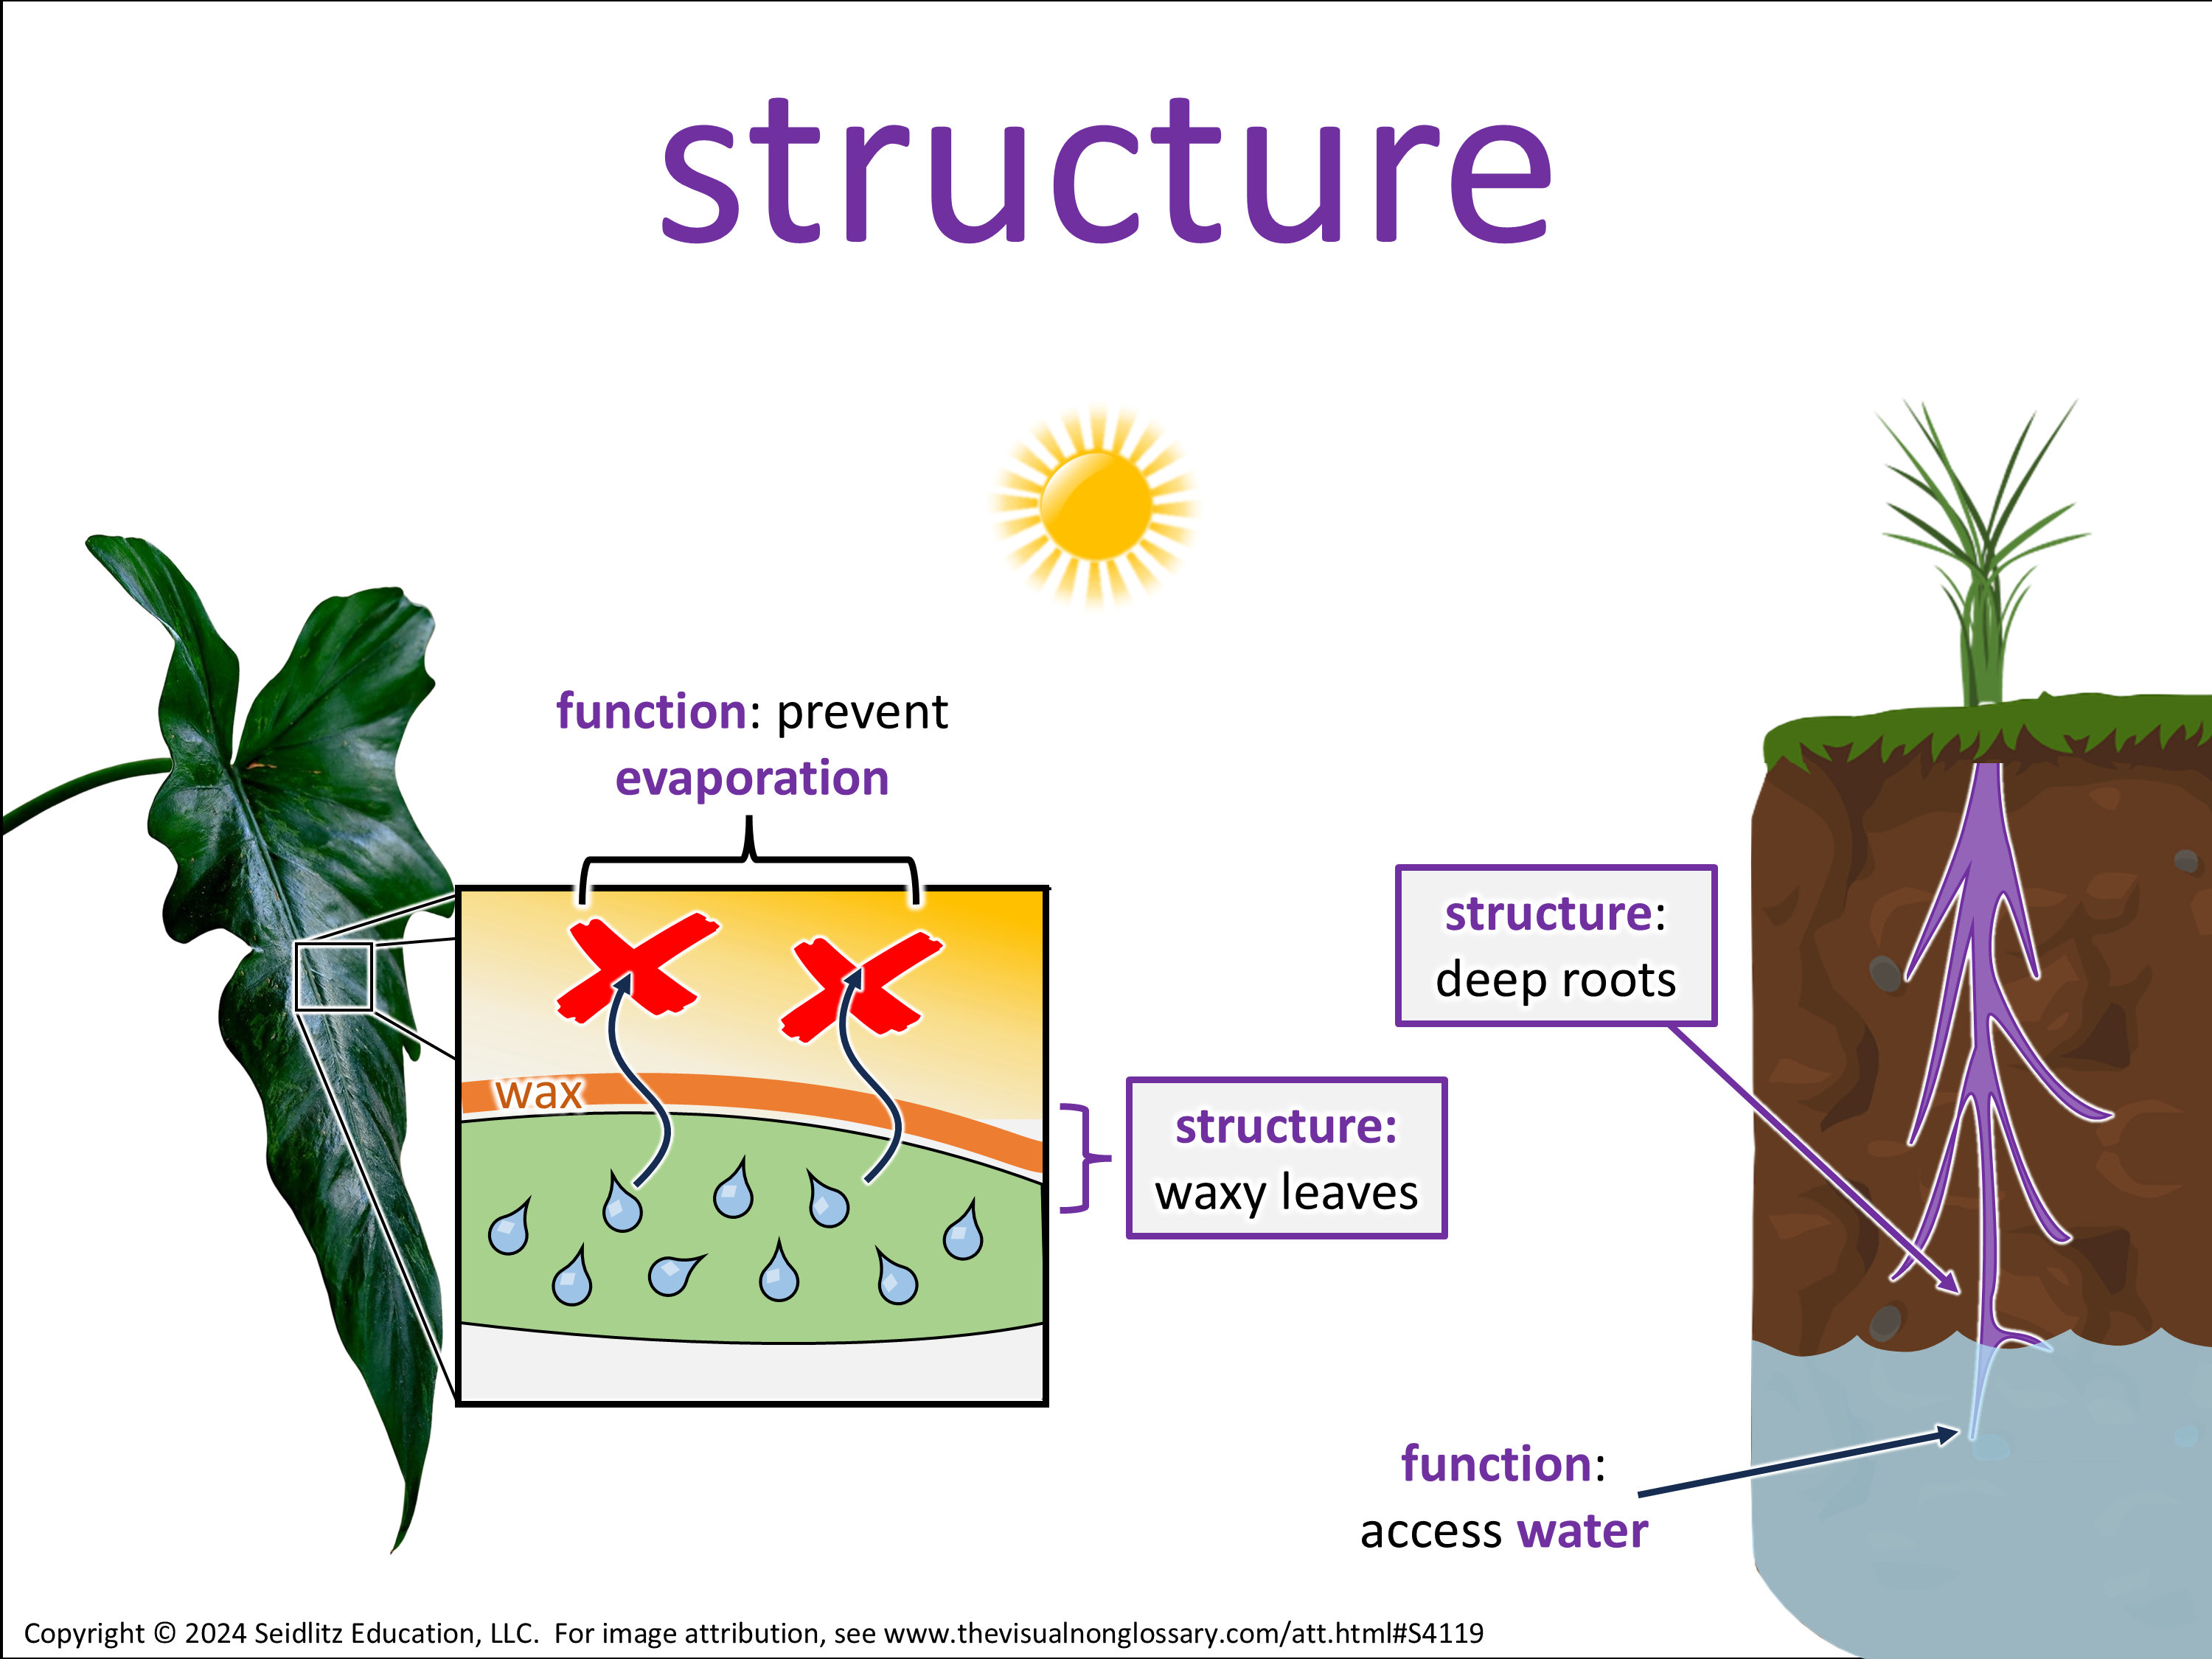 structure
function: prevent
evaporation
wax
structure:
waxy leaves
structure:
deep roots
function:
access water
Copyright © 2024 Seidlitz Education, LLC.  For image attribution, see www.thevisualnonglossary.com/att.html#S4119